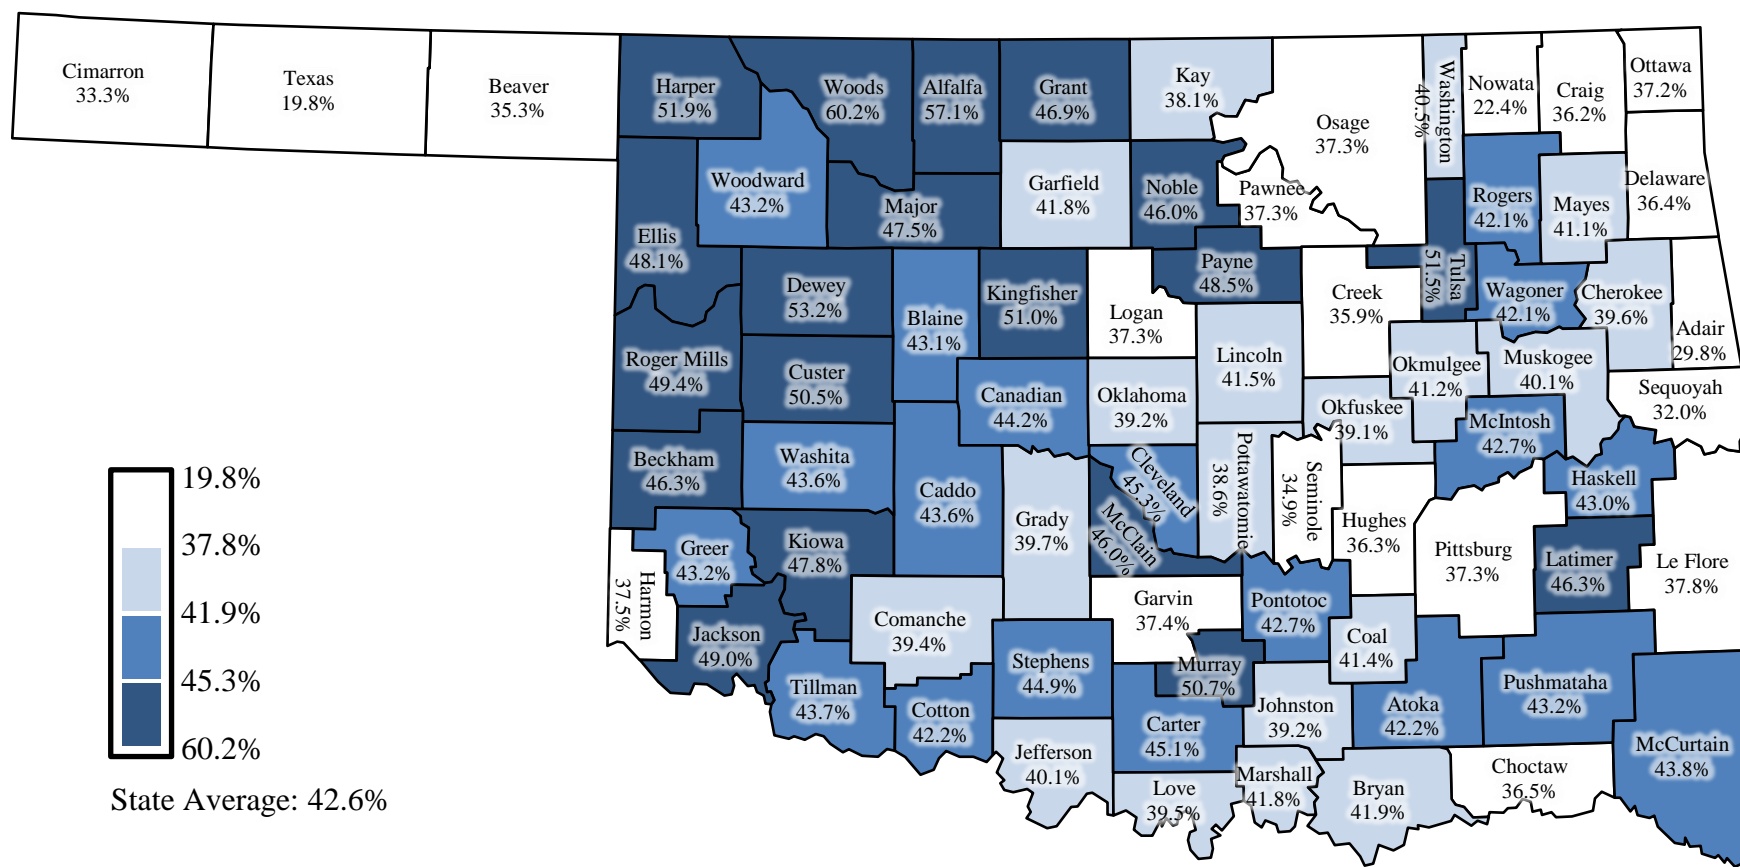 Cimarron
33.3%
Texas
19.8%
Beaver
35.3%
Harper
51.9%
Woods
60.2%
Alfalfa
57.1%
Grant
46.9%
Kay
38.1%
Osage
37.3%
Washington
40.5%
Nowata
22.4%
Craig
36.2%
Ottawa
37.2%
Woodward
43.2%
Major
47.5%
Garfield
41.8%
Noble
46.0%
Pawnee
37.3%
Rogers
42.1%
Mayes
41.1%
Delaware
36.4%
Ellis
48.1%
Dewey
53.2%
Blaine
43.1%
Kingfisher
51.0%
Logan
37.3%
Payne
48.5%
Creek
35.9%
Tulsa
51.5%
Wagoner
42.1%
Cherokee
39.6%
Adair
29.8%
Roger Mills
49.4%
Custer
50.5%
Canadian
44.2%
Oklahoma
39.2%
Lincoln
41.5%
Okfuskee
39.1%
Okmulgee
41.2%
Muskogee
40.1%
McIntosh
42.7%
Sequoyah
32.0%
Beckham
46.3%
Washita
43.6%
Caddo
43.6%
Grady
39.7%
Cleveland
45.3%
McClain
46.0%
Pottawatomie
38.6%
Seminole
34.9%
Hughes
36.3%
Pittsburg
37.3%
Haskell
43.0%
Latimer
46.3%
Le Flore
37.8%
Harmon
37.5%
Greer
43.2%
Kiowa
47.8%
Jackson
49.0%
Tillman
43.7%
Comanche
39.4%
Cotton
42.2%
Stephens
44.9%
Garvin
37.4%
Murray
50.7%
Pontotoc
42.7%
Coal
41.4%
Johnston
39.2%
Atoka
42.2%
Pushmataha
43.2%
McCurtain
43.8%
Jefferson
40.1%
Carter
45.1%
Love
39.5%
Marshall
41.8%
Bryan
41.9%
Choctaw
36.5%
19.8%
37.8%
41.9%
45.3%
60.2%
State Average: 42.6%